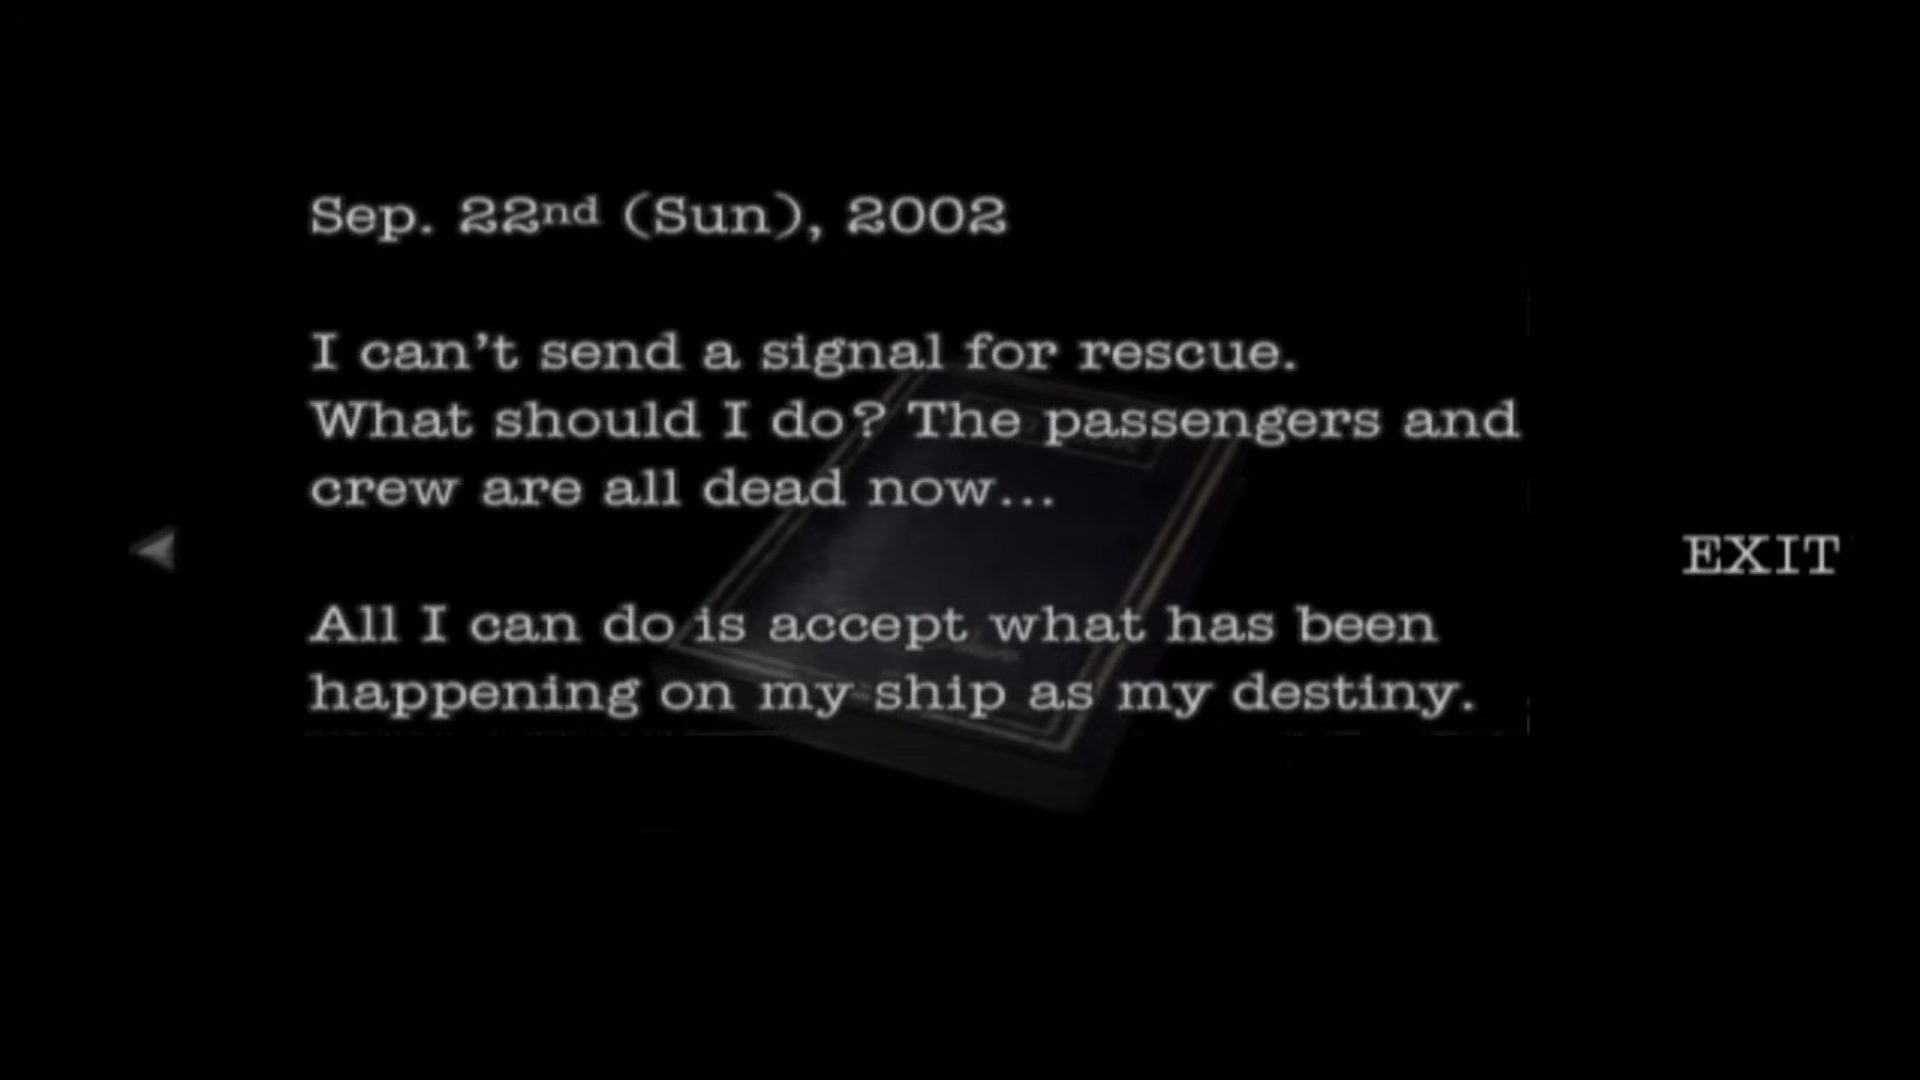 Sep. 22nd (Sun), 2002
I can't send a signal for rescue.
What should I do? The passengers and
crew are all dead now...
All I can do is accept what has been
happening on my ship as my destiny.
EXIT